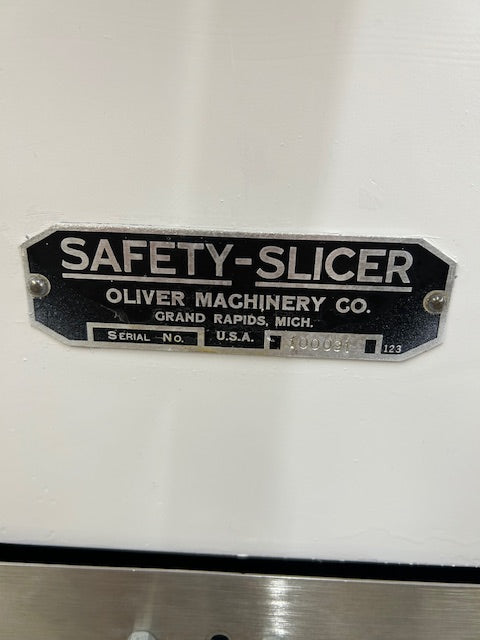 SAFETY-SLICER
OLIVER MACHINERY CO.
GRAND RAPIDS, MICH.
SERIAL NO. U.S.A. 123